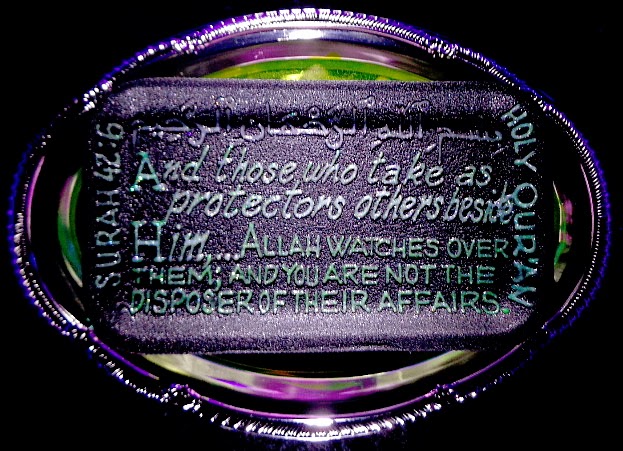 بسم الله الرحمن الرحيم
And those who take as
protectors others beside
Him,... ALLAH WATCHES OVER
THEM; AND YOU ARE NOT THE
DISPOSER OF THEIR AFFAIRS.
SURAH 42:6
HOLY QUR'AN